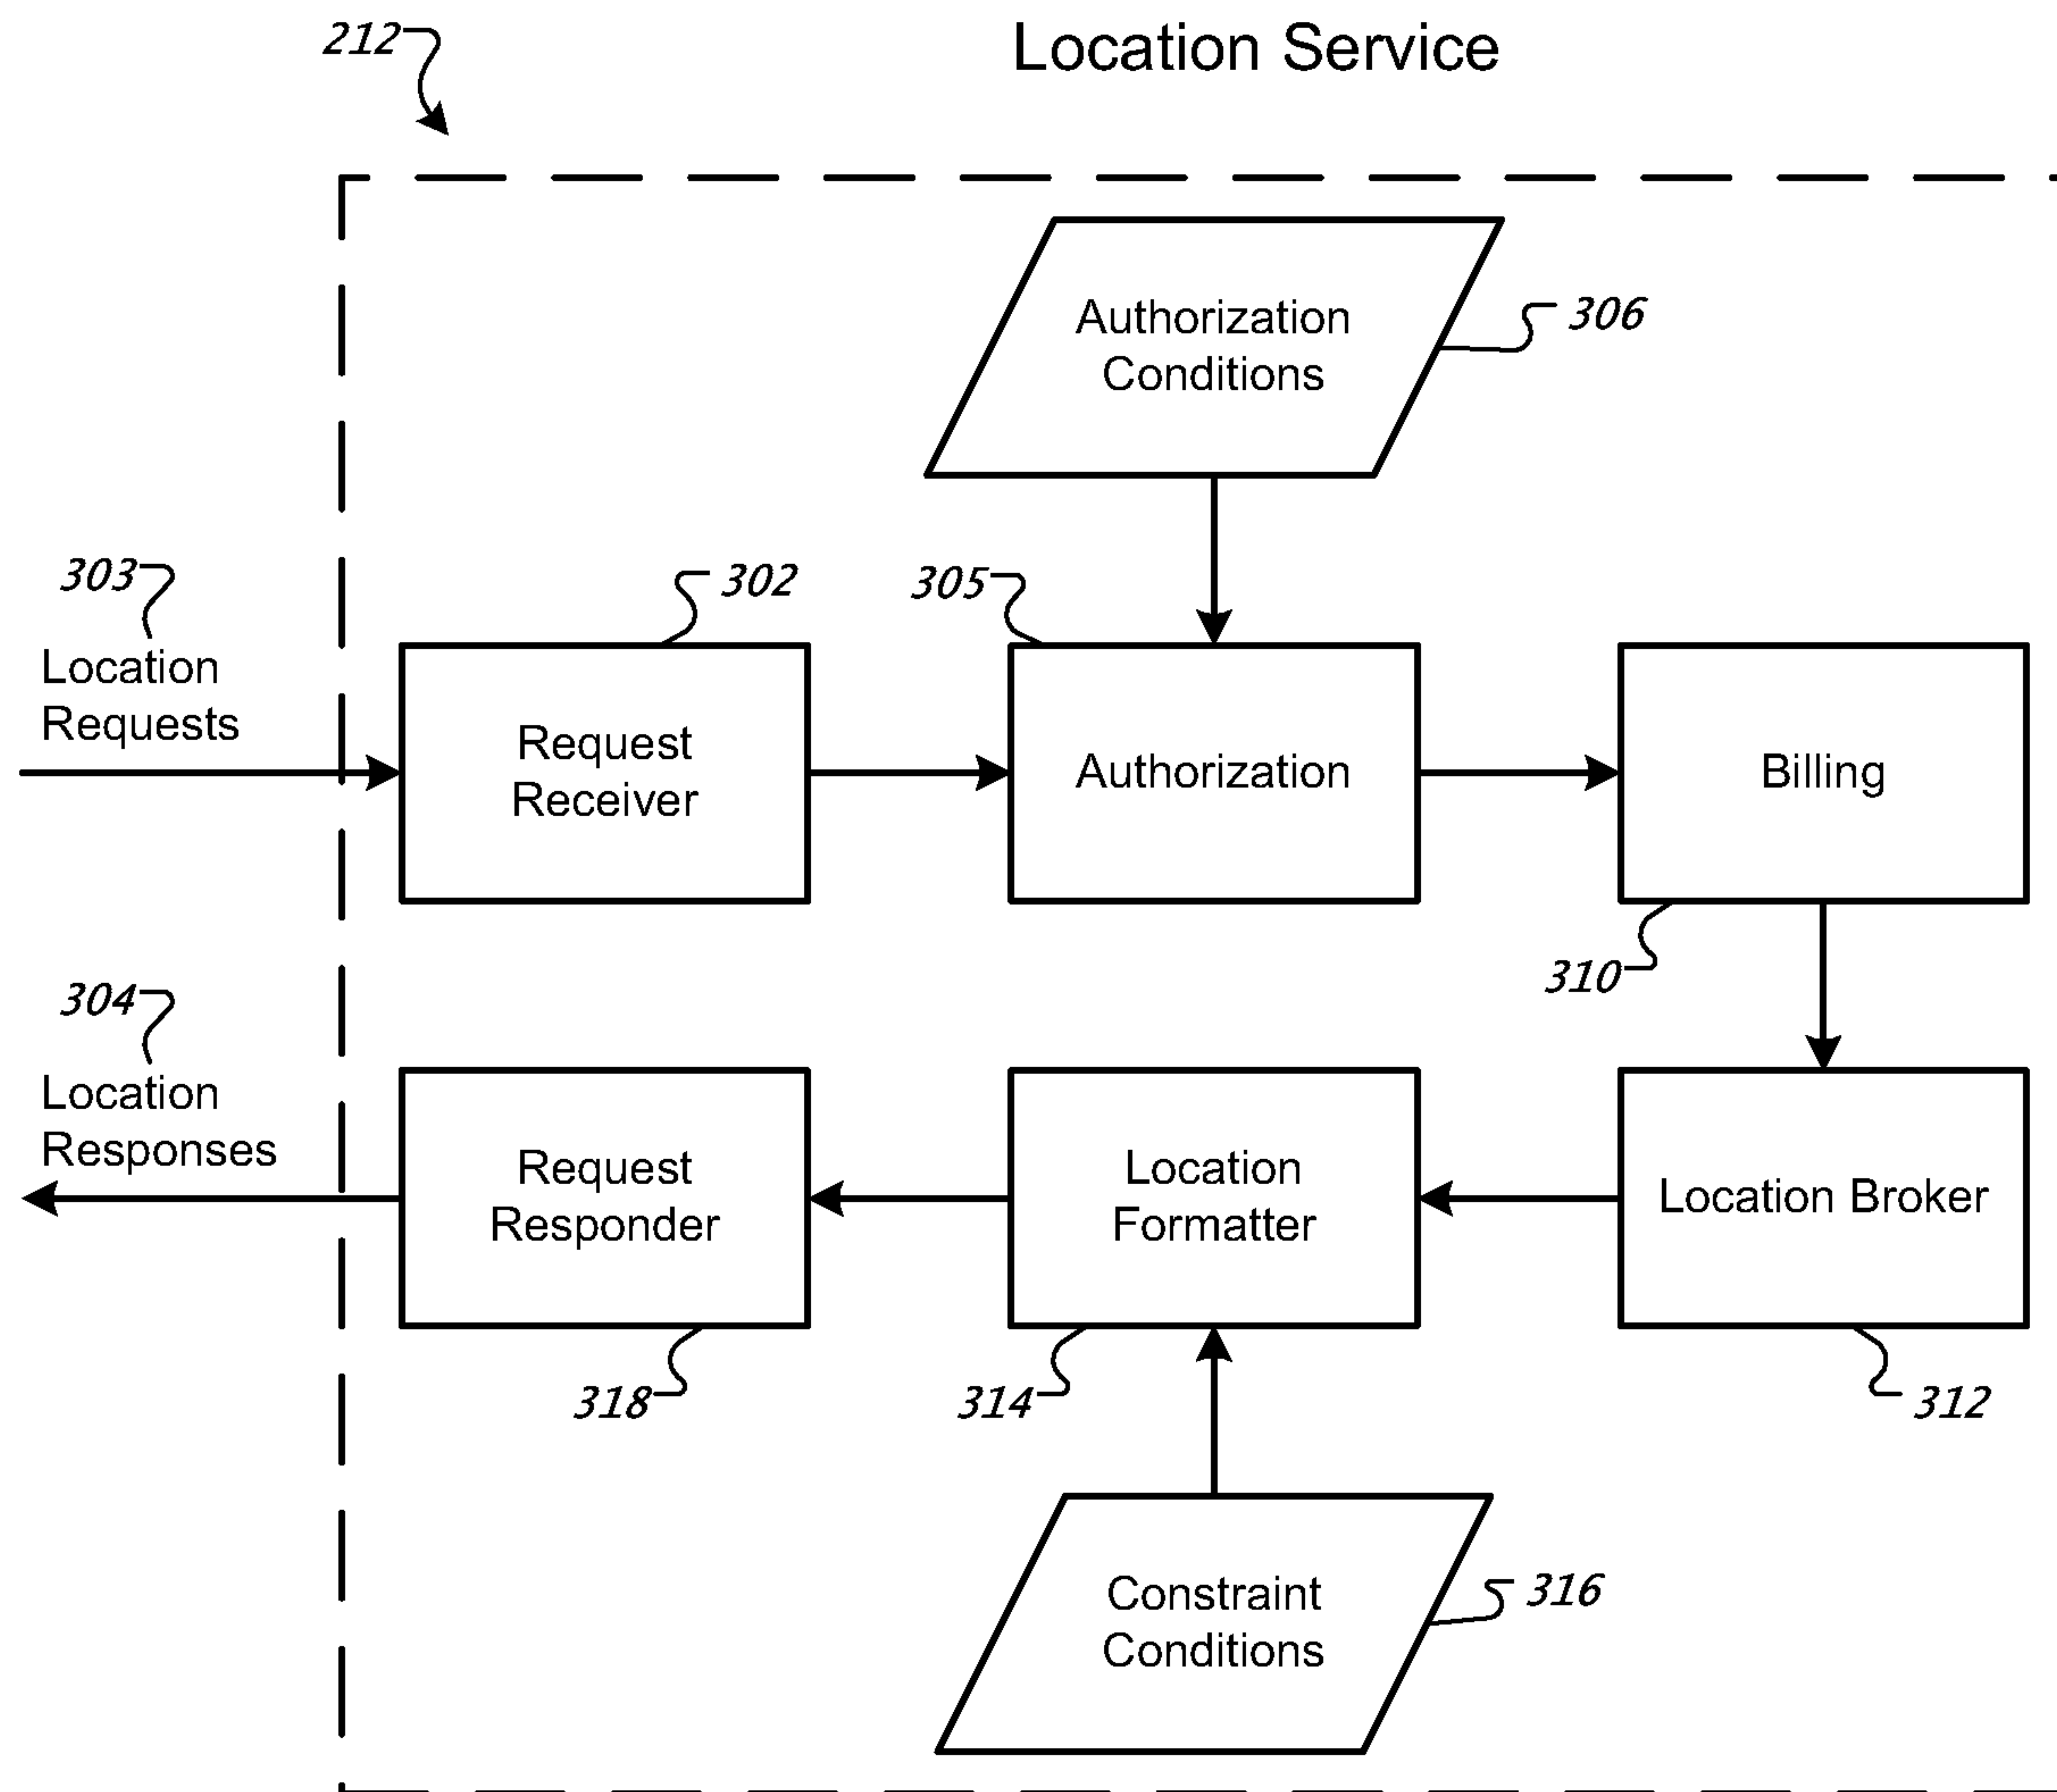 212
Location Service
Authorization
Conditions
306
303
302
305
Location
Requests
Request
Receiver
Authorization
Billing
310
304
Location
Responses
Request
Responder
Location
Formatter
Location Broker
318
314
312
Constraint
Conditions
316